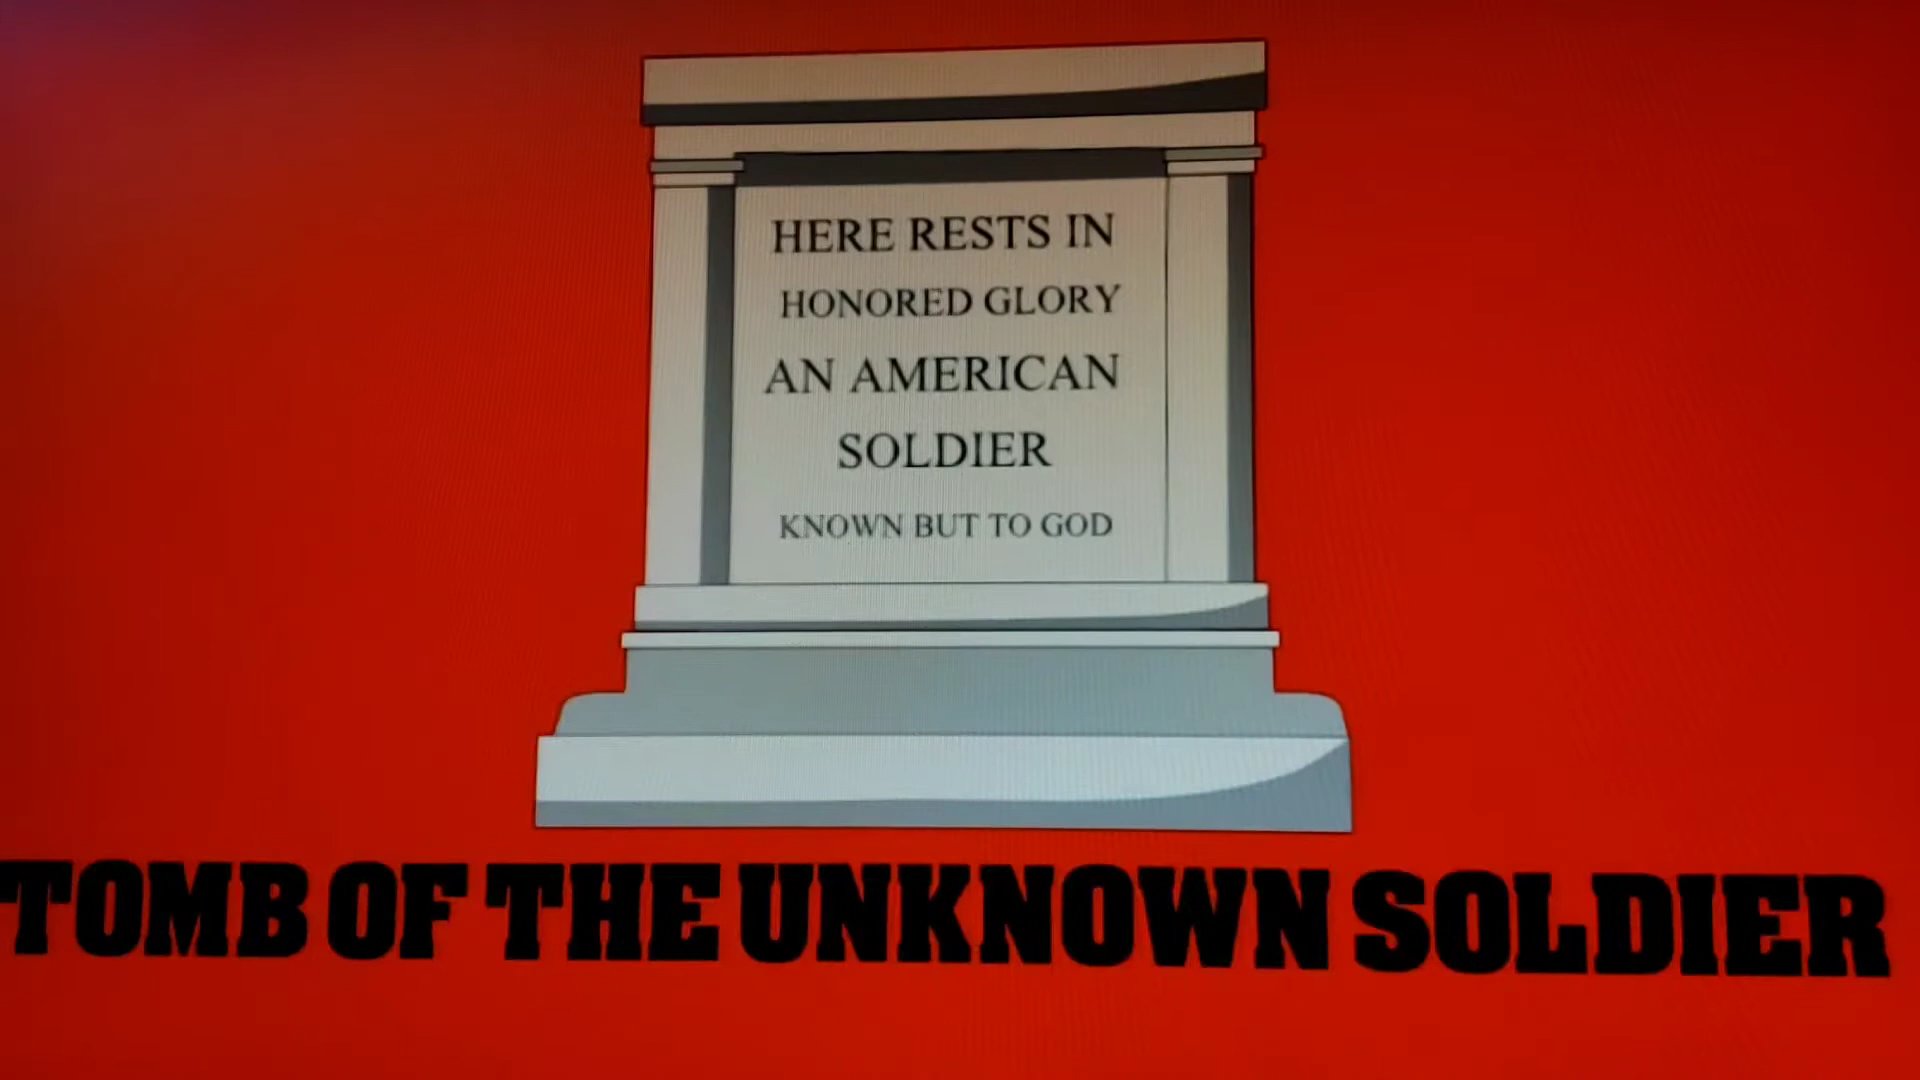 HERE RESTS IN
HONORED GLORY
AN AMERICAN
SOLDIER
KNOWN BUT TO GOD
TOMB OF THE UNKNOWN SOLDIER